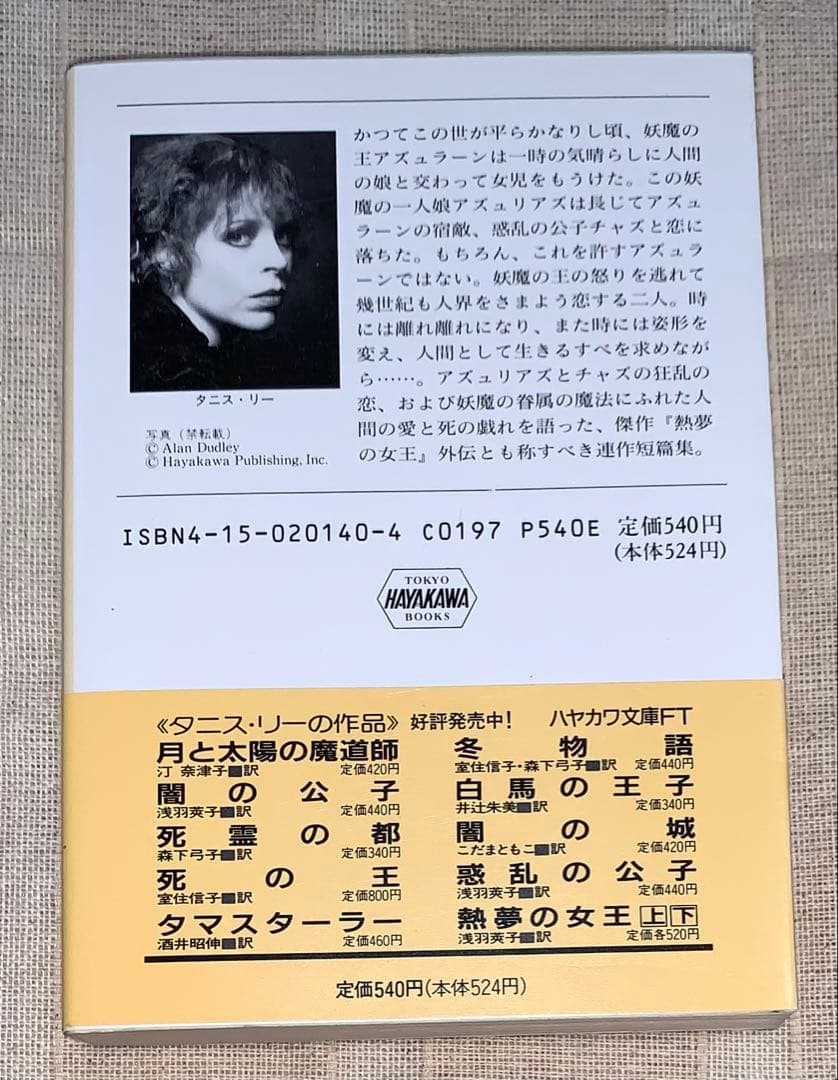 かつてこの世が平らかなりし頃、妖魔の
王アズュラーンは一時の気晴らしに人間
の娘と交わって女児をもうけた。この妖
魔の一人娘アズュリアズは長じてアズュ
ラーンの宿敵、惑乱の公子チャズと恋に
落ちた。もちろん、これを許すアズュラ
ーンではない。妖魔の王の怒りを逃れて
幾世紀も人界をさまよう恋する二人。時
には離れ離れになり、また時には姿形を
変え、人間として生きるすべを求めなが
ら……。アズュリアズとチャズの狂乱の
恋、および妖魔の眷属の魔法にふれた人
間の愛と死の戯れを語った、傑作『熱夢
の女王』外伝とも称すべき連作短篇集。
タニス・リー
写真（禁転載）
© Alan Dudley
© Hayakawa Publishing, Inc.
ISBN4-15-020140-4 C0197 P540E 定価540円
(本体524円)
TOKYO
HAYAKAWA
BOOKS
《タニス・リーの作品》好評発売中! ハヤカワ文庫FT
月と太陽の魔道師
汀 奈津子■訳 定価420円
闇の公子
浅羽莢子■訳 定価440円
死霊の都
森下弓子■訳 定価340円
死の王
室住信子■訳 定価800円
タマスターラー
酒井昭伸■訳 定価460円
冬物語
室住信子・森下弓子■訳 定価440円
白馬の王子
井辻朱美■訳 定価340円
闇の城
こだまともこ■訳 定価420円
惑乱の公子
浅羽莢子■訳 定価440円
熱夢の女王 上 下
浅羽莢子■訳 定価各520円
定価540円(本体524円)